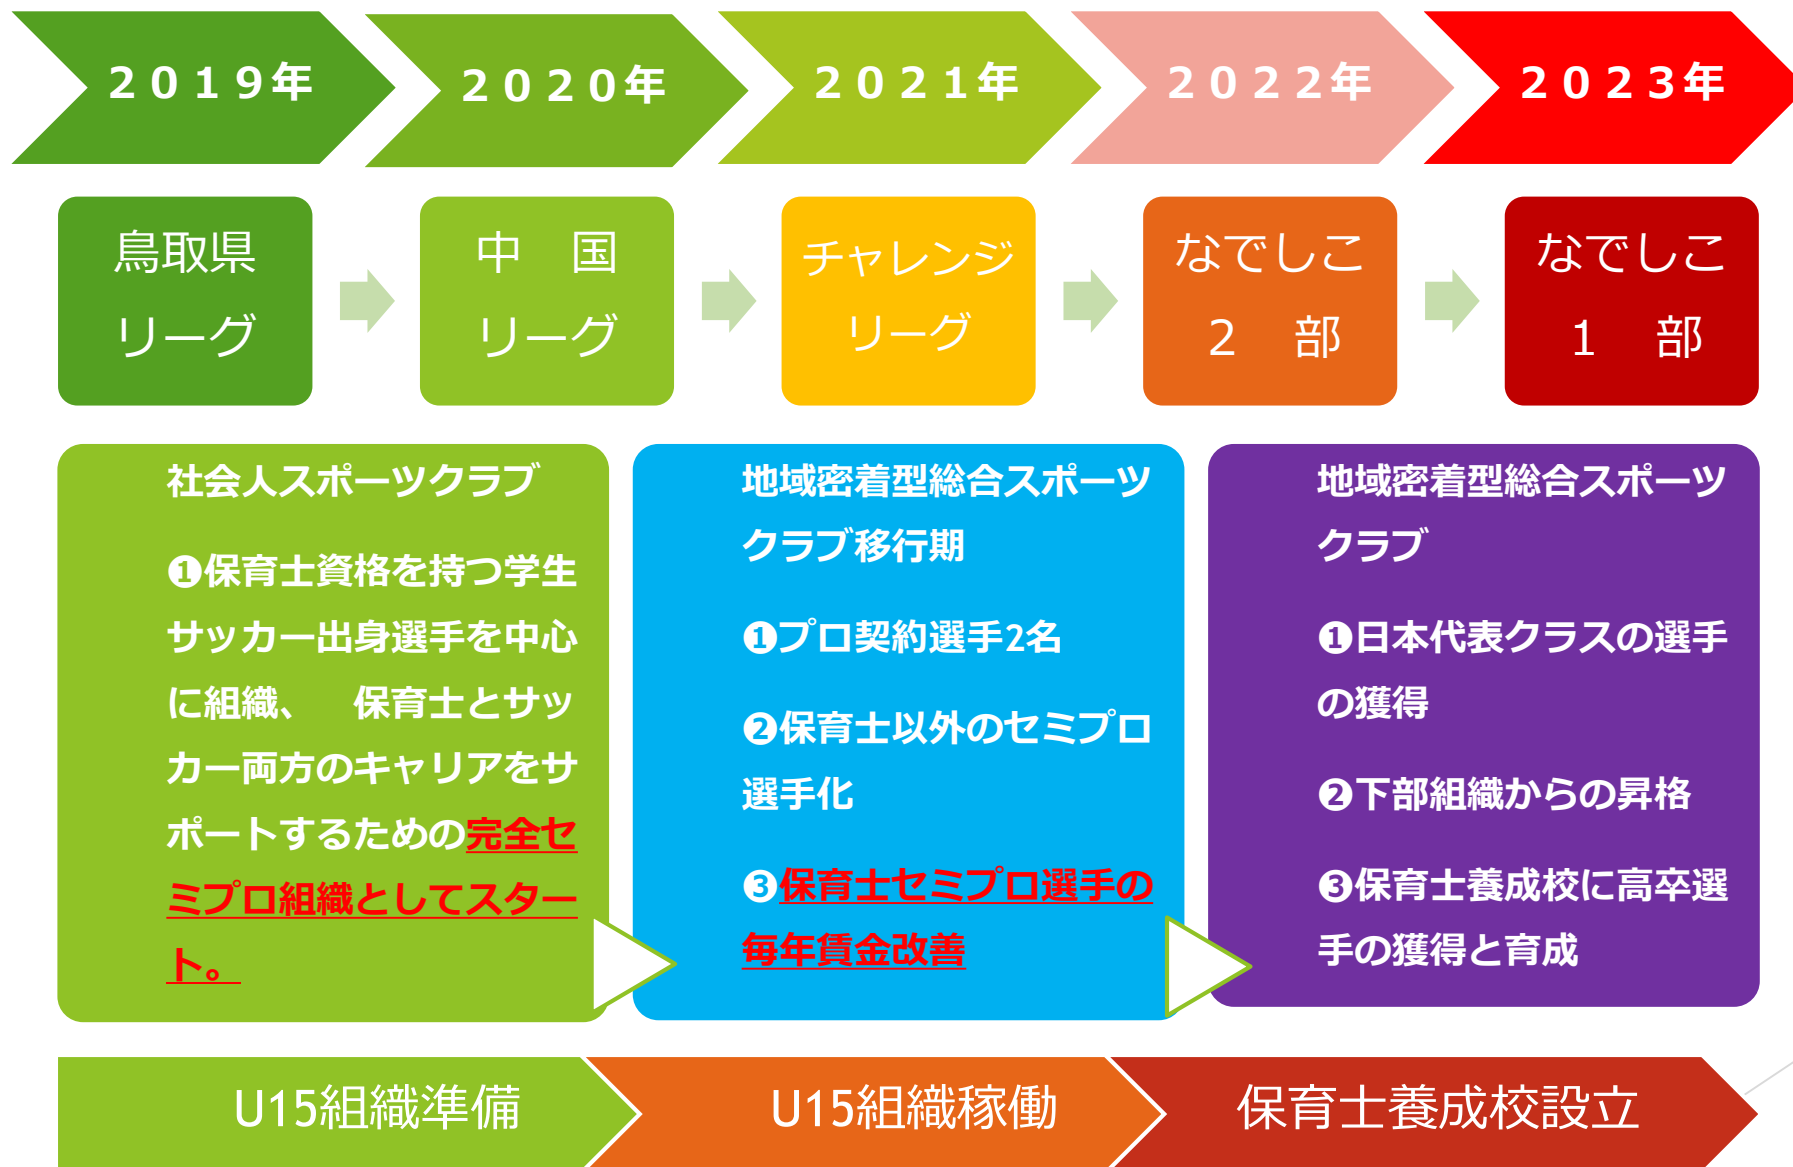 ２０１９年
２０２０年
２０２１年
２０２２年
２０２３年
鳥取県
リーグ
中　国
リーグ
チャレンジ
リーグ
なでしこ
２　部
なでしこ
１　部
社会人スポーツクラブ
❶保育士資格を持つ学生
サッカー出身選手を中心
に組織、　保育士とサッ
カー両方のキャリアをサ
ポートするための完全セ
ミプロ組織としてスター
ト。
地域密着型総合スポーツ
クラブ移行期
❶プロ契約選手2名
❷保育士以外のセミプロ
選手化
❸保育士セミプロ選手の
毎年賃金改善
地域密着型総合スポーツ
クラブ
❶日本代表クラスの選手
の獲得
❷下部組織からの昇格
❸保育士養成校に高卒選
手の獲得と育成
U15組織準備
U15組織稼働
保育士養成校設立